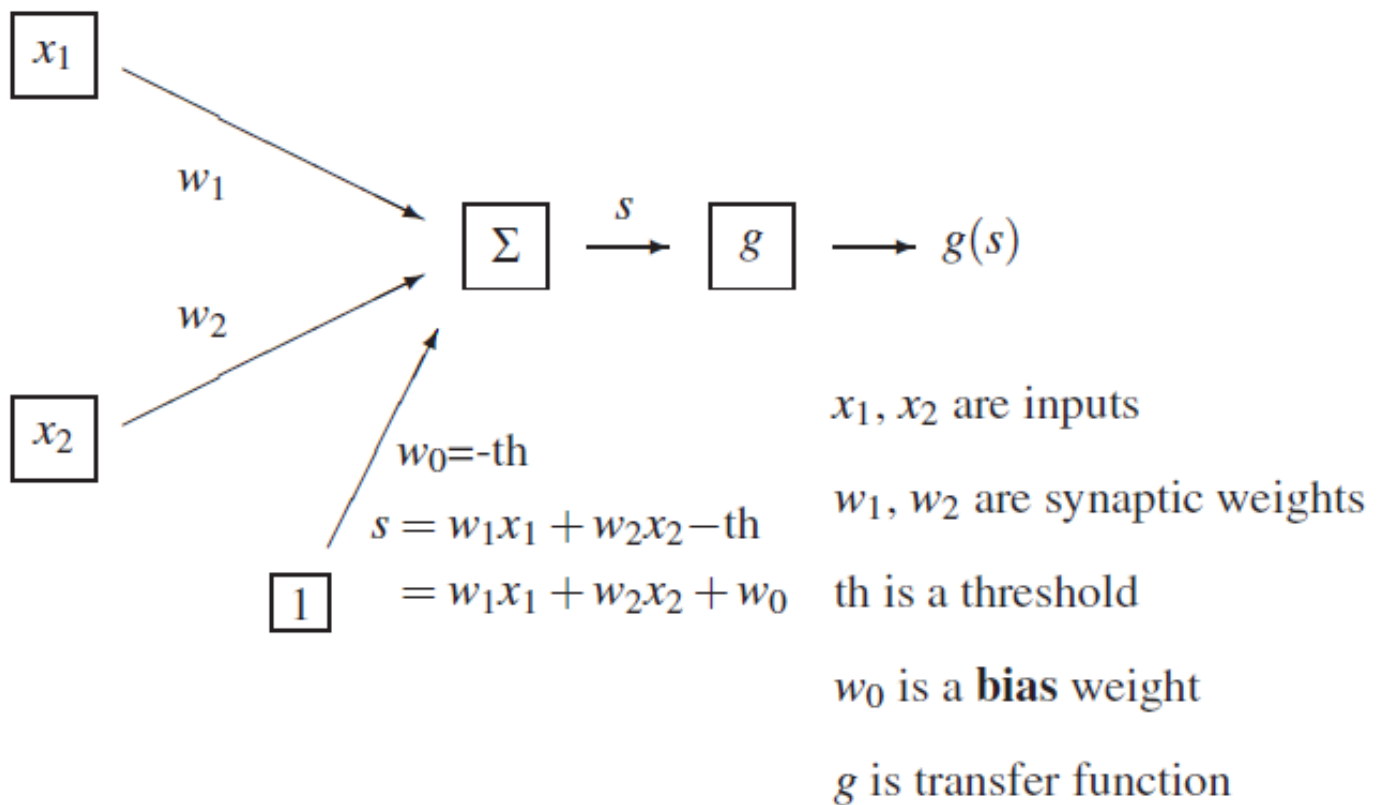 x₁
w₁
Σ
s
g
g(s)
w₂
x₂
w₀=-th
s = w₁x₁ + w₂x₂ − th
= w₁x₁ + w₂x₂ + w₀
1
x₁, x₂ are inputs
w₁, w₂ are synaptic weights
th is a threshold
w₀ is a bias weight
g is transfer function